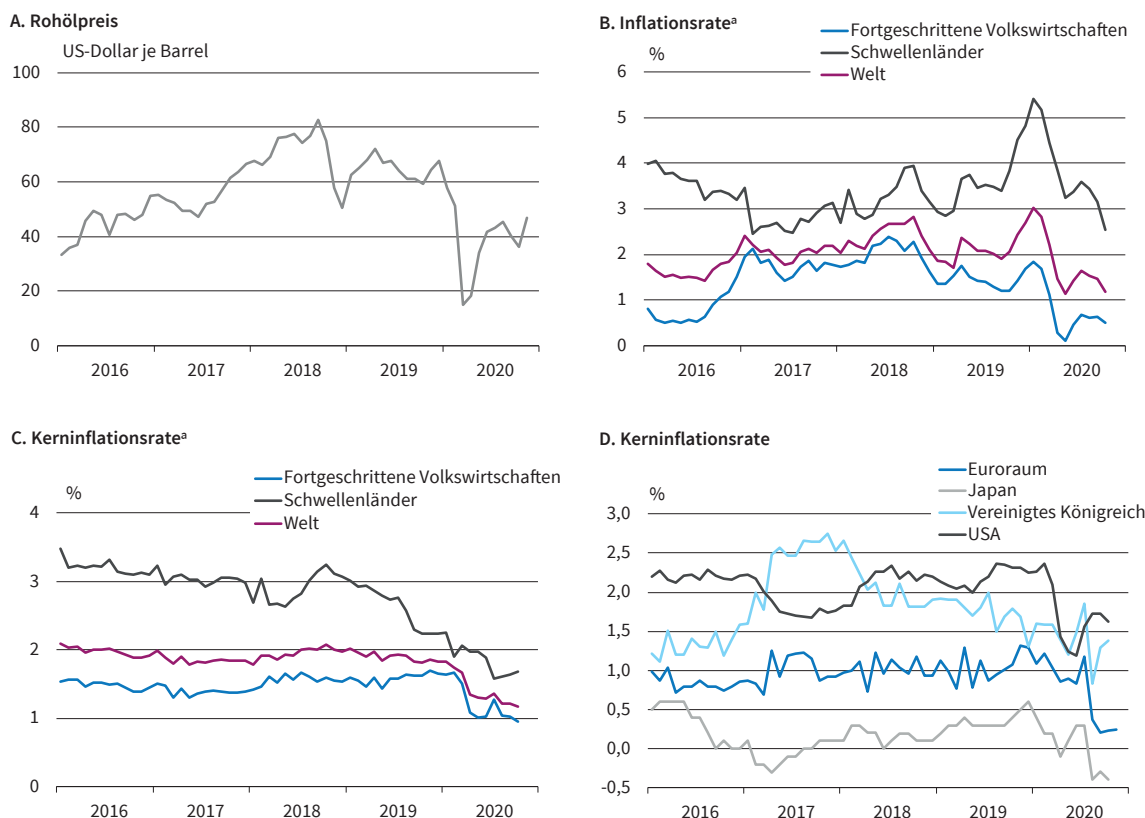 A. Rohölpreis
US-Dollar je Barrel
100
80
60
40
20
0
2016 2017 2018 2019 2020
B. Inflationsrateᵃ
%
Fortgeschrittene Volkswirtschaften
Schwellenländer
Welt
6
5
4
3
2
1
0
2016 2017 2018 2019 2020
C. Kerninflationsrateᵃ
%
Fortgeschrittene Volkswirtschaften
Schwellenländer
Welt
4
3
2
1
0
2016 2017 2018 2019 2020
D. Kerninflationsrate
%
Euroraum
Japan
Vereinigtes Königreich
USA
3,0
2,5
2,0
1,5
1,0
0,5
0,0
-0,5
2016 2017 2018 2019 2020